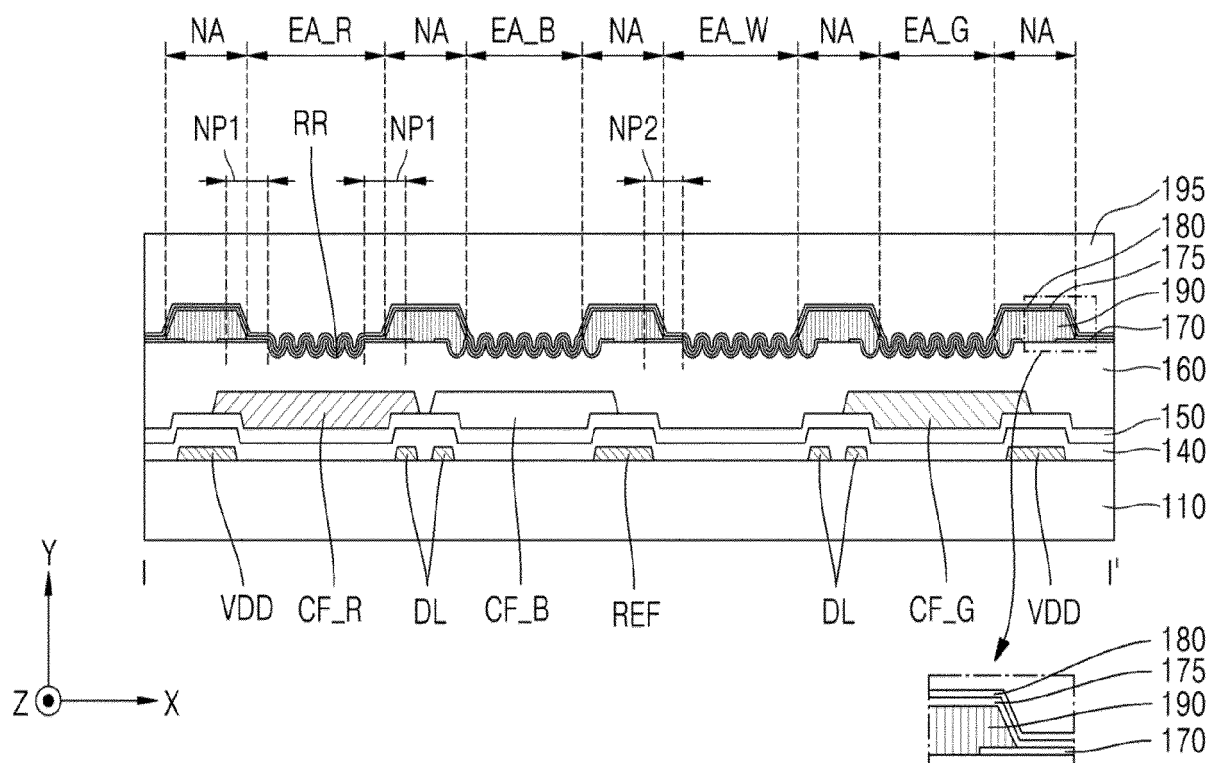 NA EA_R NA EA_B NA EA_W NA EA_G NA
NP1 RR NP1 NP2
195
180
175
190
170
160
150
140
110
I I'
VDD CF_R DL CF_B REF DL CF_G VDD
Y
Z X
180
175
190
170